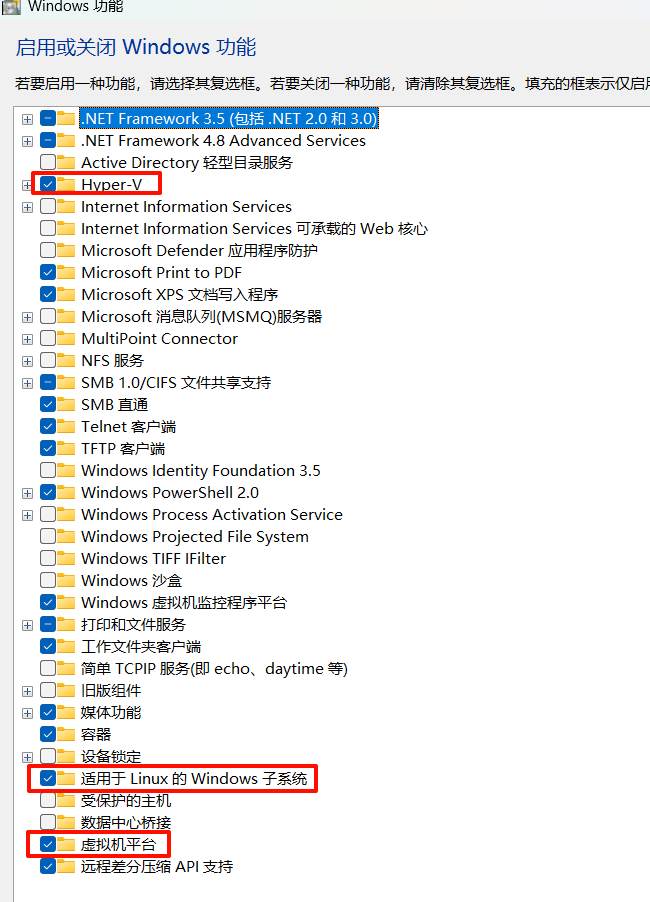 Windows 功能
启用或关闭 Windows 功能
若要启用一种功能，请选择其复选框。若要关闭一种功能，请清除其复选框。填充的框表示仅启用
.NET Framework 3.5 (包括 .NET 2.0 和 3.0)
.NET Framework 4.8 Advanced Services
Active Directory 轻型目录服务
Hyper-V
Internet Information Services
Internet Information Services 可承载的 Web 核心
Microsoft Defender 应用程序防护
Microsoft Print to PDF
Microsoft XPS 文档写入程序
Microsoft 消息队列(MSMQ)服务器
MultiPoint Connector
NFS 服务
SMB 1.0/CIFS 文件共享支持
SMB 直通
Telnet 客户端
TFTP 客户端
Windows Identity Foundation 3.5
Windows PowerShell 2.0
Windows Process Activation Service
Windows Projected File System
Windows TIFF IFilter
Windows 沙盒
Windows 虚拟机监控程序平台
打印和文件服务
工作文件夹客户端
简单 TCPIP 服务(即 echo、daytime 等)
旧版组件
媒体功能
容器
设备锁定
适用于 Linux 的 Windows 子系统
受保护的主机
数据中心桥接
虚拟机平台
远程差分压缩 API 支持